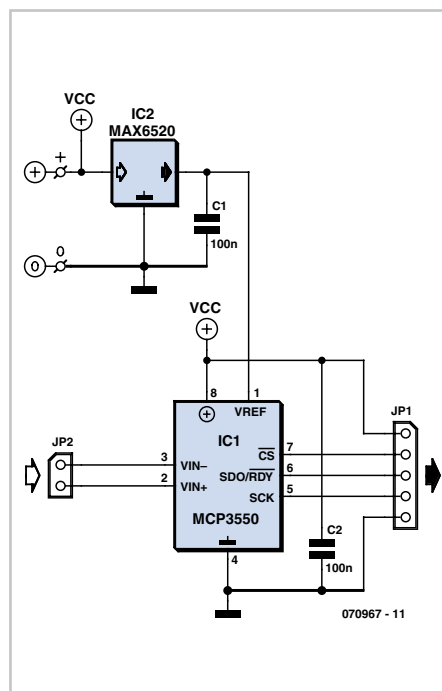 VCC
IC2
MAX6520
+
C1
100n
0
VCC
8
1
VREF
JP1
IC1
JP2
7
CS
3
VIN–
6
SDO/RDY
2
VIN+
5
SCK
MCP3550
C2
4
100n
070967 - 11